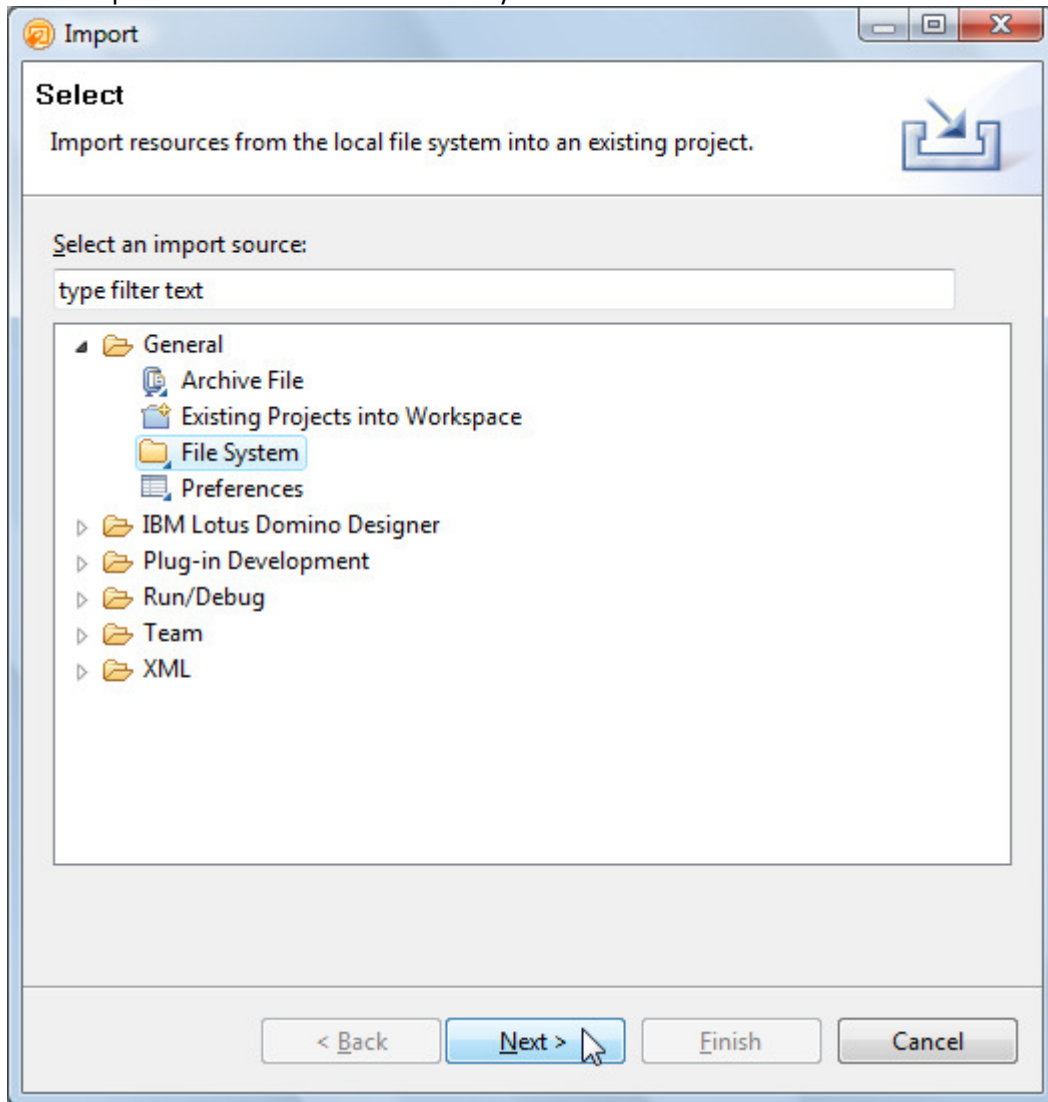 Import
Select
Import resources from the local file system into an existing project.
Select an import source:
type filter text
General
Archive File
Existing Projects into Workspace
File System
Preferences
IBM Lotus Domino Designer
Plug-in Development
Run/Debug
Team
XML
< Back Next > Finish Cancel